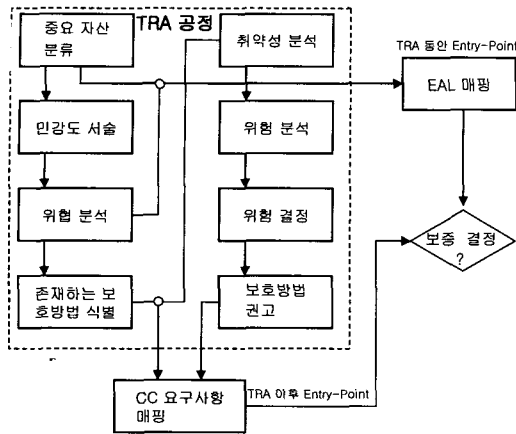 TRA 공정
중요 자산
분류
민감도 서술
위협 분석
존재하는 보
호방법 식별
취약성 분석
위험 분석
위험 결정
보호방법
권고
TRA 동안 Entry-Point
EAL 매핑
보증 결정
?
CC 요구사항
매핑
TRA 이후 Entry-Point